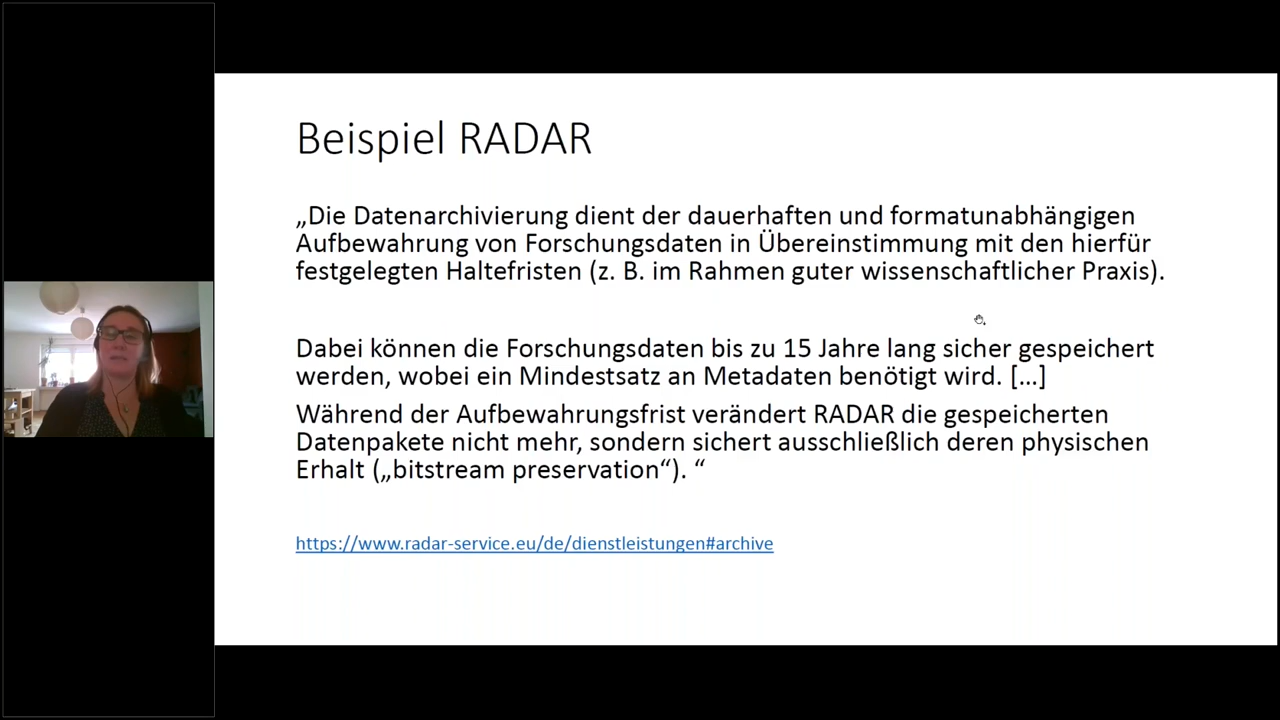 Beispiel RADAR
„Die Datenarchivierung dient der dauerhaften und formatunabhängigen
Aufbewahrung von Forschungsdaten in Übereinstimmung mit den hierfür
festgelegten Haltefristen (z. B. im Rahmen guter wissenschaftlicher Praxis).
Dabei können die Forschungsdaten bis zu 15 Jahre lang sicher gespeichert
werden, wobei ein Mindestsatz an Metadaten benötigt wird. […]
Während der Aufbewahrungsfrist verändert RADAR die gespeicherten
Datenpakete nicht mehr, sondern sichert ausschließlich deren physischen
Erhalt („bitstream preservation“). “
https://www.radar-service.eu/de/dienstleistungen#archive